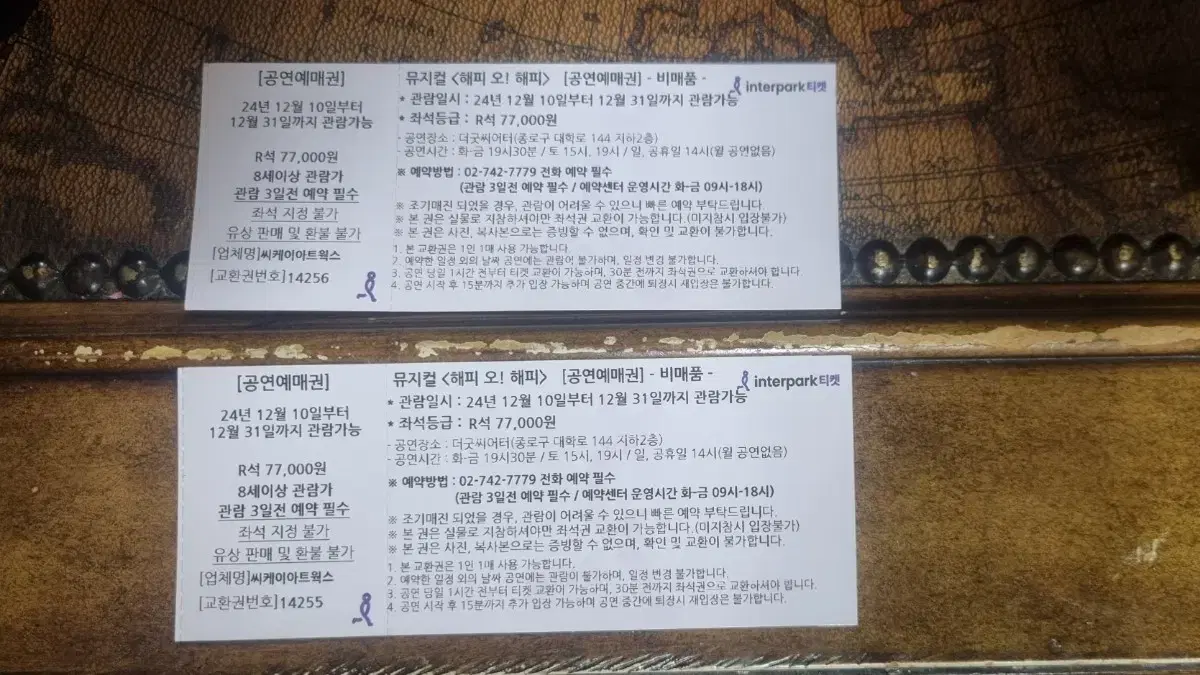 [공연예매권]
24년 12월 10일부터
12월 31일까지 관람가능
R석 77,000원
8세이상 관람가
관람 3일전 예약 필수
좌석 지정 불가
유상 판매 및 환불 불가
[업체명]씨케이아트웍스
[교환권번호]14256
뮤지컬 <해피 오! 해피> [공연예매권] - 비매품 -
interpark티켓
* 관람일시 : 24년 12월 10일부터 12월 31일까지 관람가능
* 좌석등급 : R석 77,000원
- 공연장소 : 더굿씨어터(종로구 대학로 144 지하2층)
- 공연시간 : 화-금 19시30분 / 토 15시, 19시 / 일, 공휴일 14시(월 공연없음)
※ 예약방법 : 02-742-7779 전화 예약 필수
(관람 3일전 예약 필수 / 예약센터 운영시간 화-금 09시-18시)
※ 조기매진 되었을 경우, 관람이 어려울 수 있으니 빠른 예약 부탁드립니다.
※ 본 권은 실물로 지참하셔야만 좌석권 교환이 가능합니다.(미지참시 입장불가)
※ 본 권은 사진, 복사본으로는 증빙할 수 없으며, 확인 및 교환이 불가합니다.
1. 본 교환권은 1인 1매 사용 가능합니다.
2. 예약한 일정 외의 날짜 공연에는 관람이 불가하며, 일정 변경 불가합니다.
3. 공연 당일 1시간 전부터 티켓 교환이 가능하며, 30분 전까지 좌석권으로 교환하셔야 합니다.
4. 공연 시작 후 15분까지 추가 입장 가능하며 공연 중간에 퇴장시 재입장은 불가합니다.
[공연예매권]
24년 12월 10일부터
12월 31일까지 관람가능
R석 77,000원
8세이상 관람가
관람 3일전 예약 필수
좌석 지정 불가
유상 판매 및 환불 불가
[업체명]씨케이아트웍스
[교환권번호]14255
뮤지컬 <해피 오! 해피> [공연예매권] - 비매품 -
interpark티켓
* 관람일시 : 24년 12월 10일부터 12월 31일까지 관람가능
* 좌석등급 : R석 77,000원
- 공연장소 : 더굿씨어터(종로구 대학로 144 지하2층)
- 공연시간 : 화-금 19시30분 / 토 15시, 19시 / 일, 공휴일 14시(월 공연없음)
※ 예약방법 : 02-742-7779 전화 예약 필수
(관람 3일전 예약 필수 / 예약센터 운영시간 화-금 09시-18시)
※ 조기매진 되었을 경우, 관람이 어려울 수 있으니 빠른 예약 부탁드립니다.
※ 본 권은 실물로 지참하셔야만 좌석권 교환이 가능합니다.(미지참시 입장불가)
※ 본 권은 사진, 복사본으로는 증빙할 수 없으며, 확인 및 교환이 불가합니다.
1. 본 교환권은 1인 1매 사용 가능합니다.
2. 예약한 일정 외의 날짜 공연에는 관람이 불가하며, 일정 변경 불가합니다.
3. 공연 당일 1시간 전부터 티켓 교환이 가능하며, 30분 전까지 좌석권으로 교환하셔야 합니다.
4. 공연 시작 후 15분까지 추가 입장 가능하며 공연 중간에 퇴장시 재입장은 불가합니다.